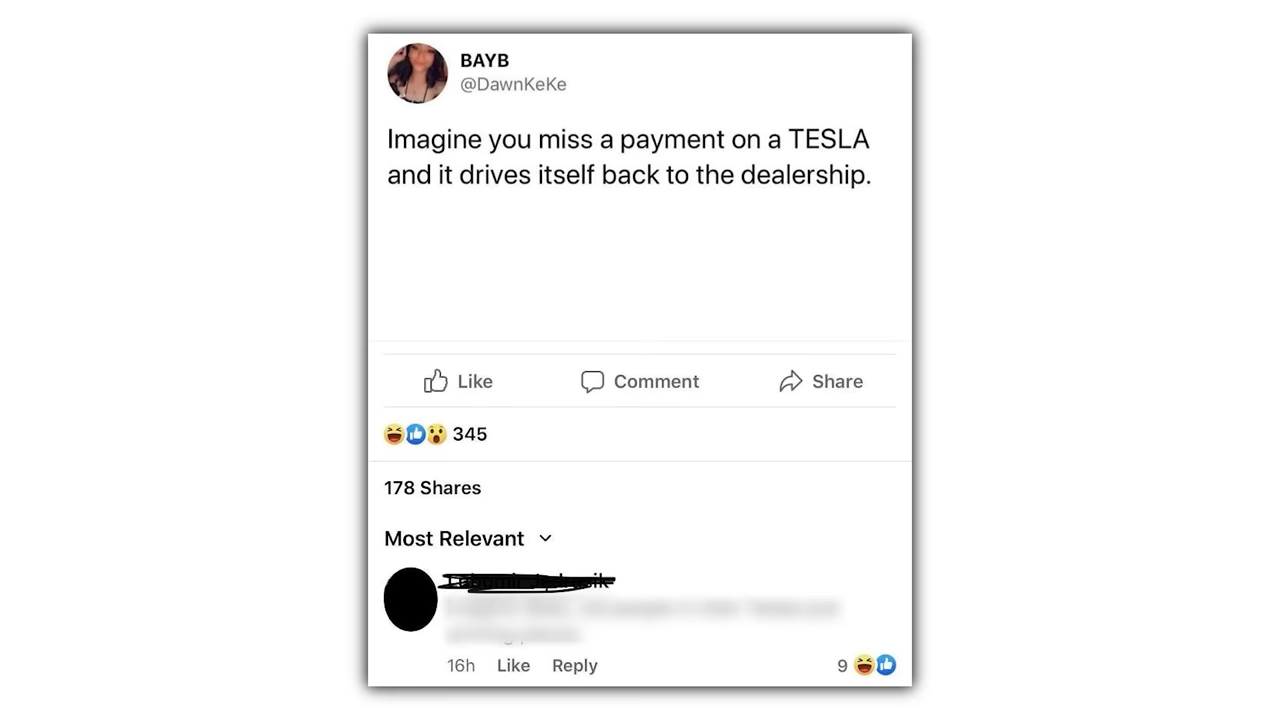 BAYB
@DawnKeKe
Imagine you miss a payment on a TESLA
and it drives itself back to the dealership.
Like
Comment
Share
345
178 Shares
Most Relevant
16h Like Reply 9